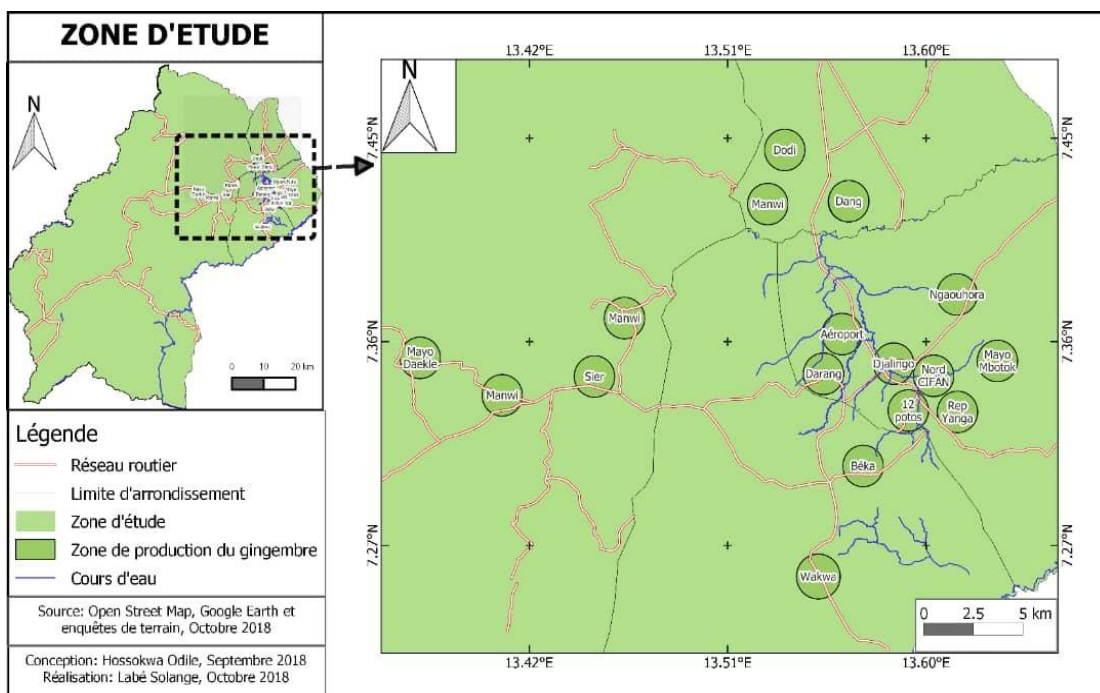 ZONE D'ETUDE
N
0 10 20 km
Légende
Réseau routier
Limite d'arrondissement
Zone d'étude
Zone de production du gingembre
Cours d'eau
Source: Open Street Map, Google Earth et
enquêtes de terrain, Octobre 2018
Conception: Hossokwa Odile, Septembre 2018
Réalisation: Labé Solange, Octobre 2018
13.42°E 13.51°E 13.60°E
N
7.45°N 7.45°N
Dodi
Manwi
Dang
Ngaouhora
Manwi
Aéroport
7.36°N 7.36°N
Mayo
Daekle
Djalingo
Mayo
Mbotok
Sier
Darang
Nord
CIFAN
Manwi
12
potos
Rep
Yanga
Béka
7.27°N 7.27°N
Wakwa
0 2.5 5 km
13.42°E 13.51°E 13.60°E